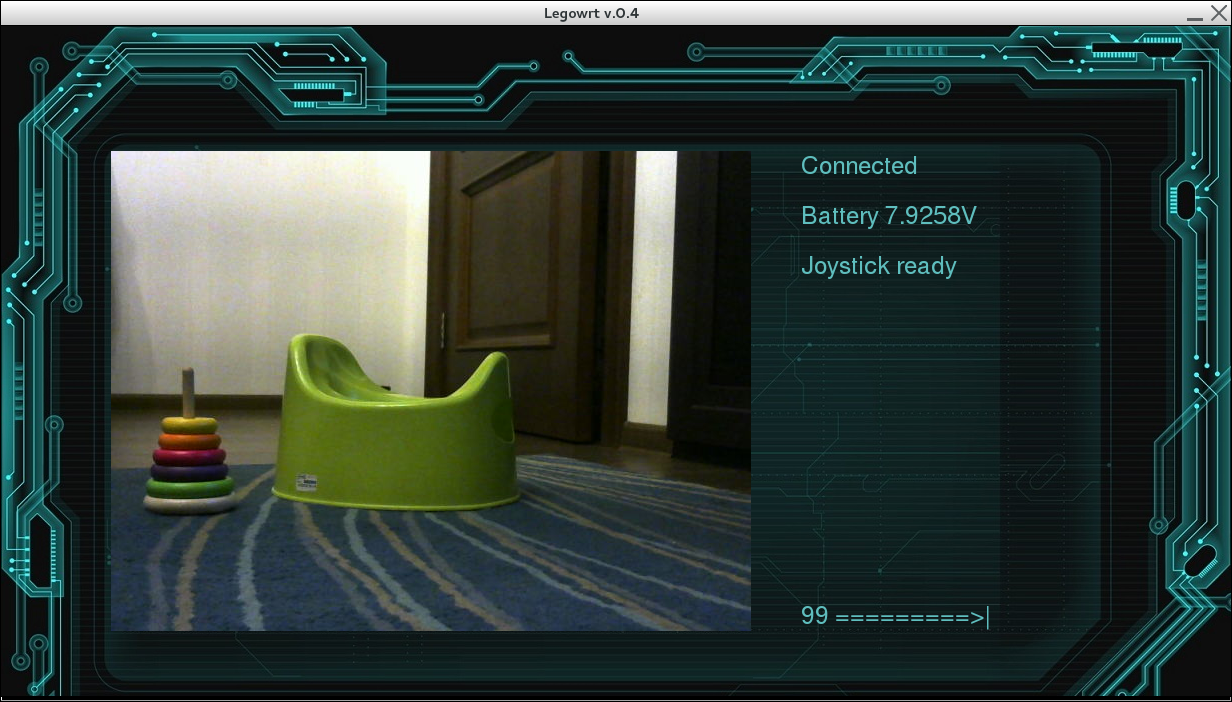 Legowrt v.0.4
Connected
Battery 7.9258V
Joystick ready
99 =========>|